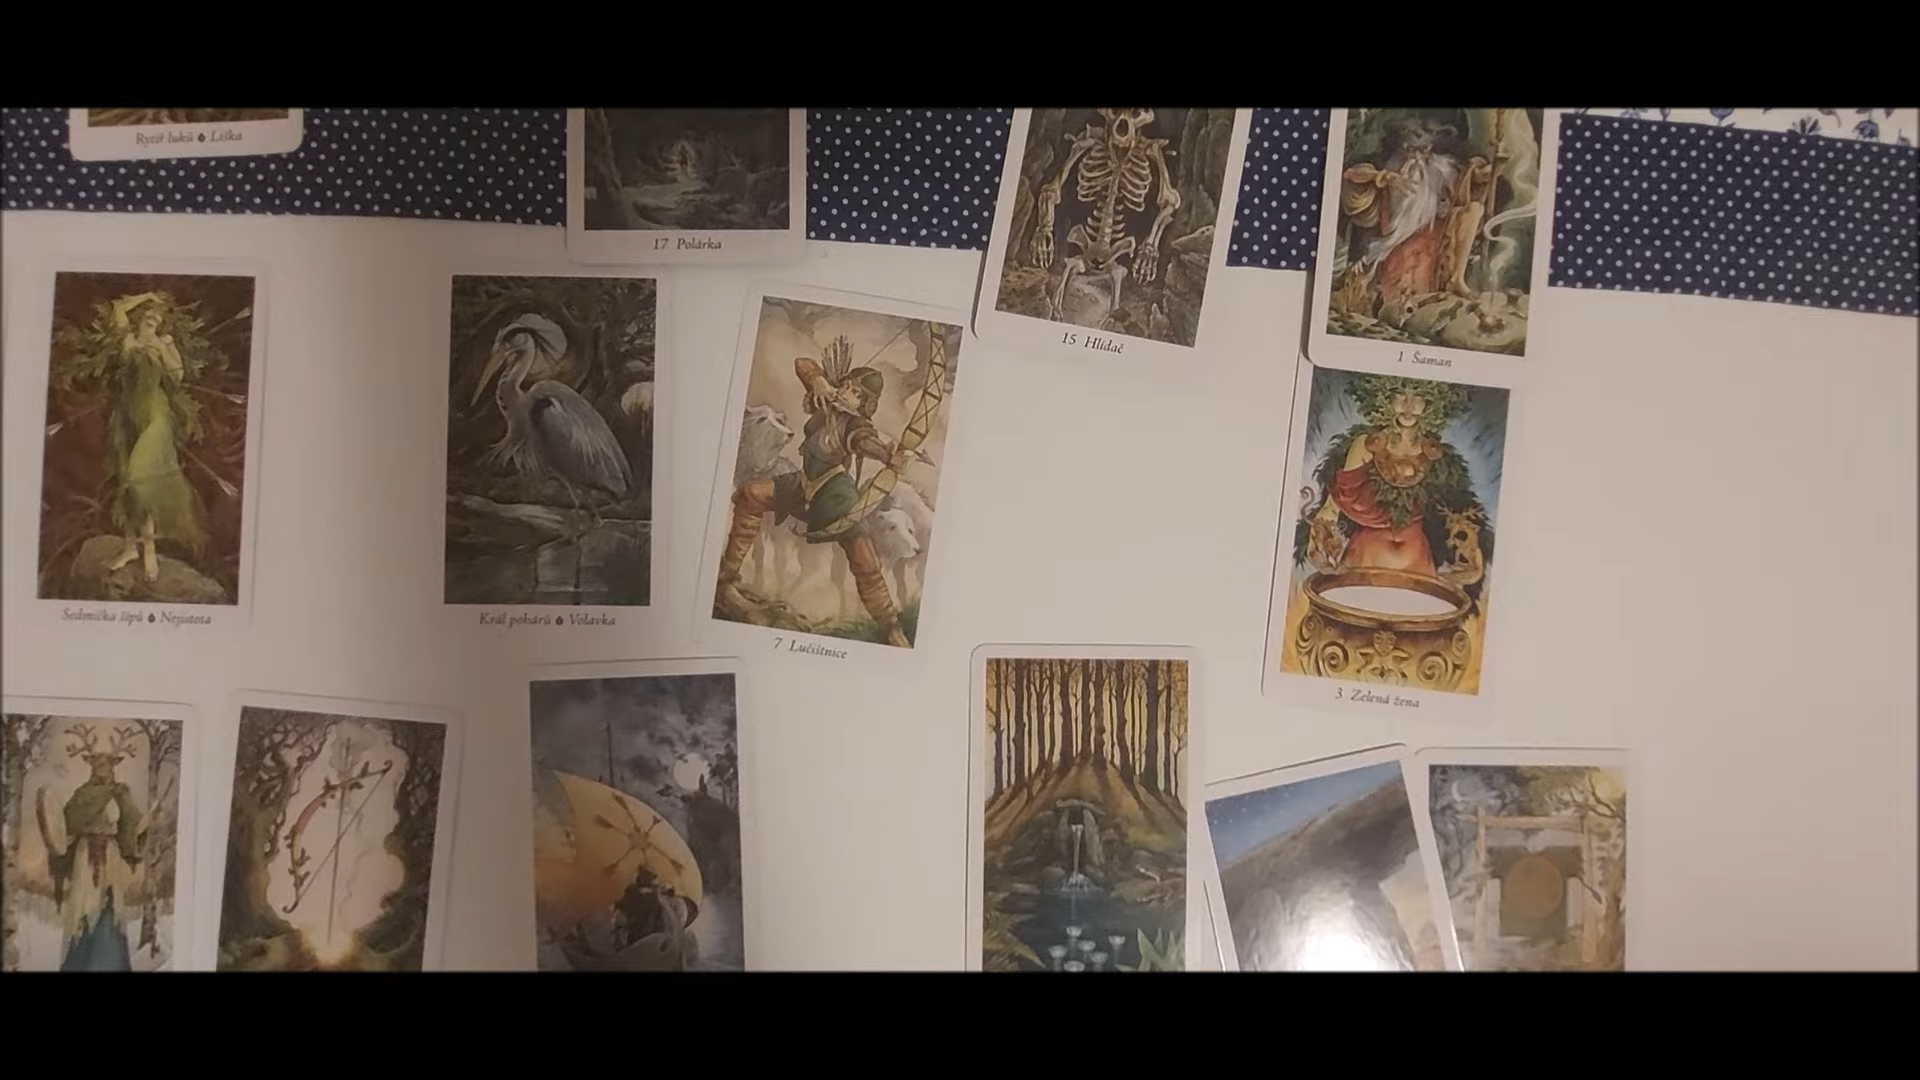 Rytíř luků Liška
17 Polárka
15 Hlídač
1 Šaman
Sedmička šípů Nejistota
Král pohárů Volavka
7 Lučištnice
3 Zelená žena